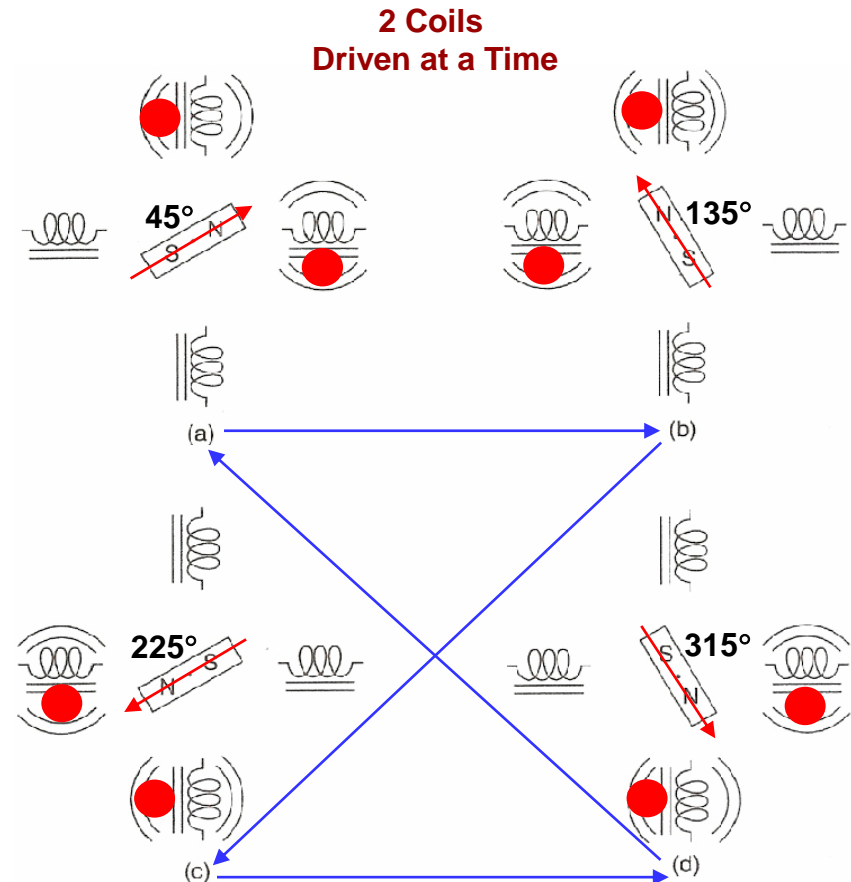 2 Coils
Driven at a Time
45°
S N
N S
135°
(a)
(b)
225°
N S
S N
315°
(c)
(d)